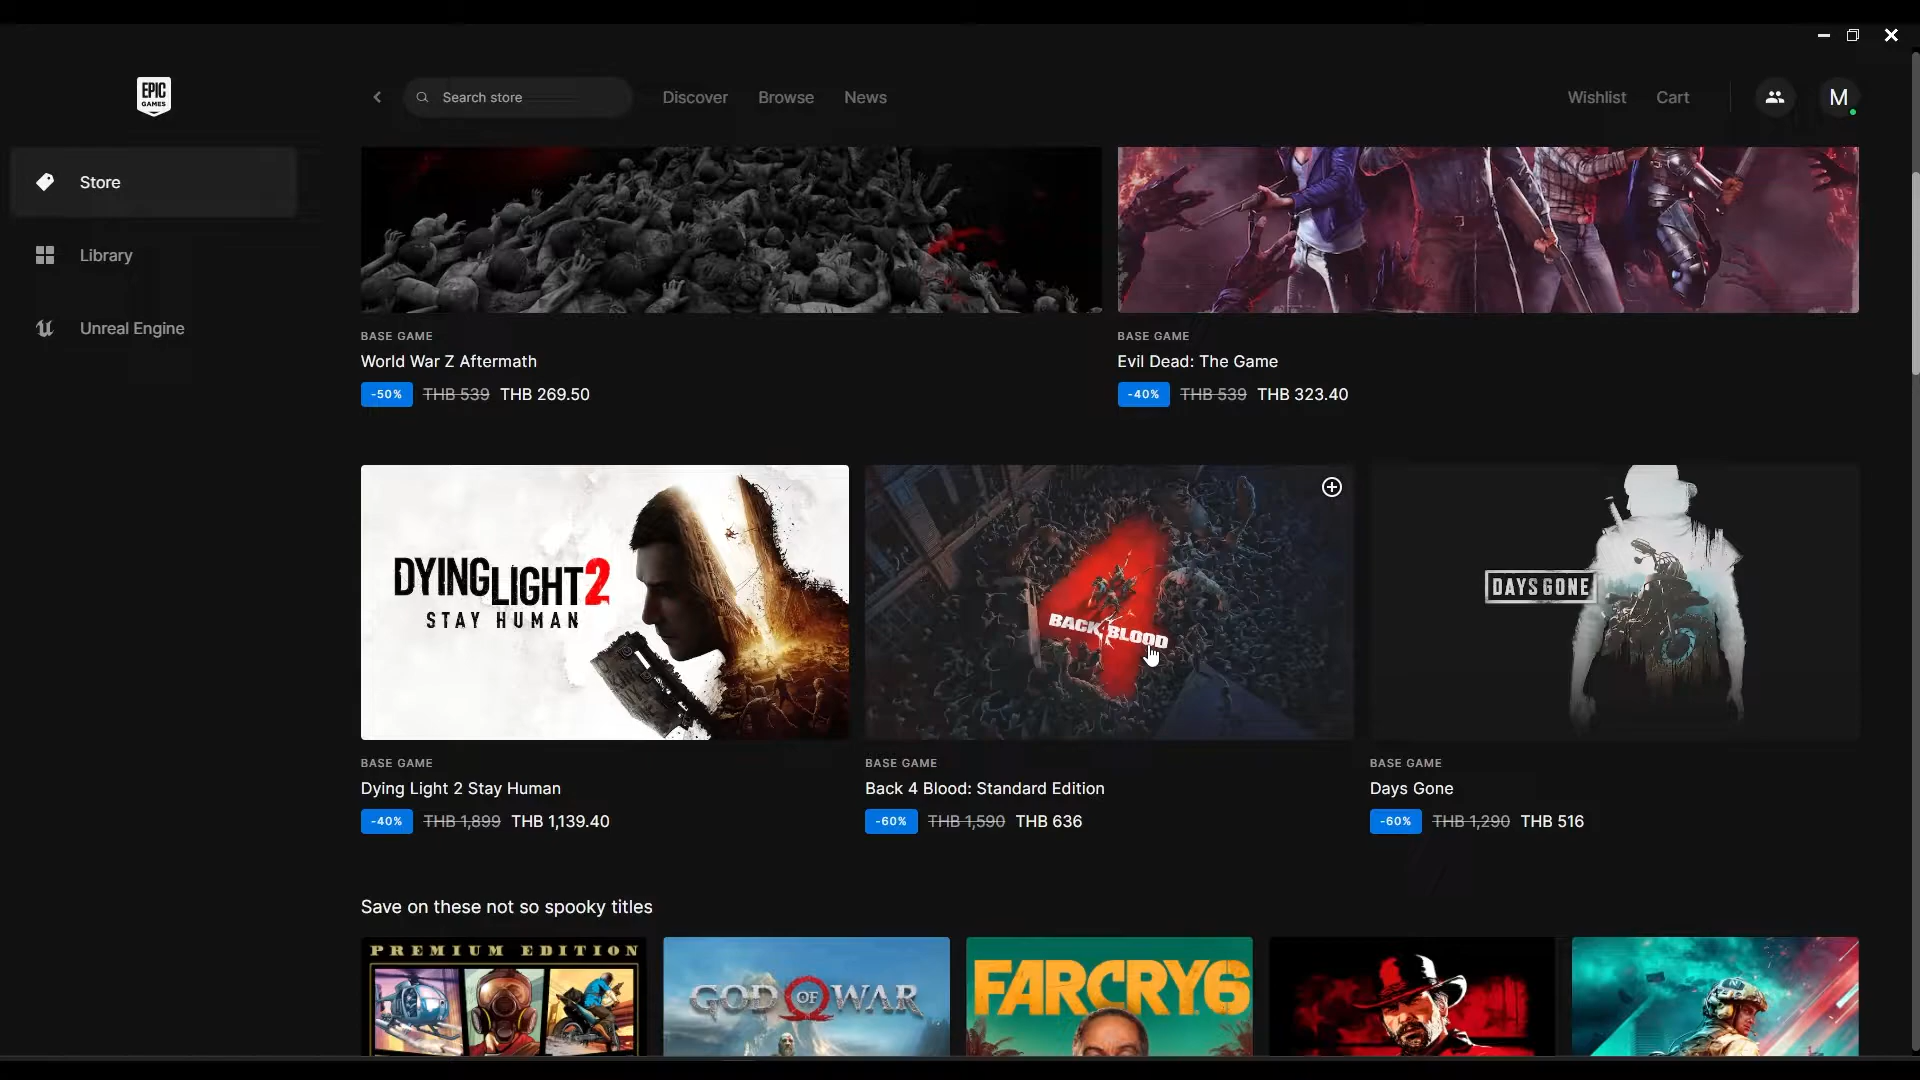 EPIC
GAMES
Search store
Discover
Browse
News
Wishlist
Cart
M
Store
Library
Unreal Engine
BASE GAME
World War Z Aftermath
-50% THB 539 THB 269.50
BASE GAME
Evil Dead: The Game
-40% THB 539 THB 323.40
DYING LIGHT 2
STAY HUMAN
4
BACK BLOOD
DAYS GONE
BASE GAME
Dying Light 2 Stay Human
-40% THB 1,899 THB 1,139.40
BASE GAME
Back 4 Blood: Standard Edition
-60% THB 1,590 THB 636
BASE GAME
Days Gone
-60% THB 1,290 THB 516
Save on these not so spooky titles
PREMIUM EDITION
GOD OF WAR
FARCRY6